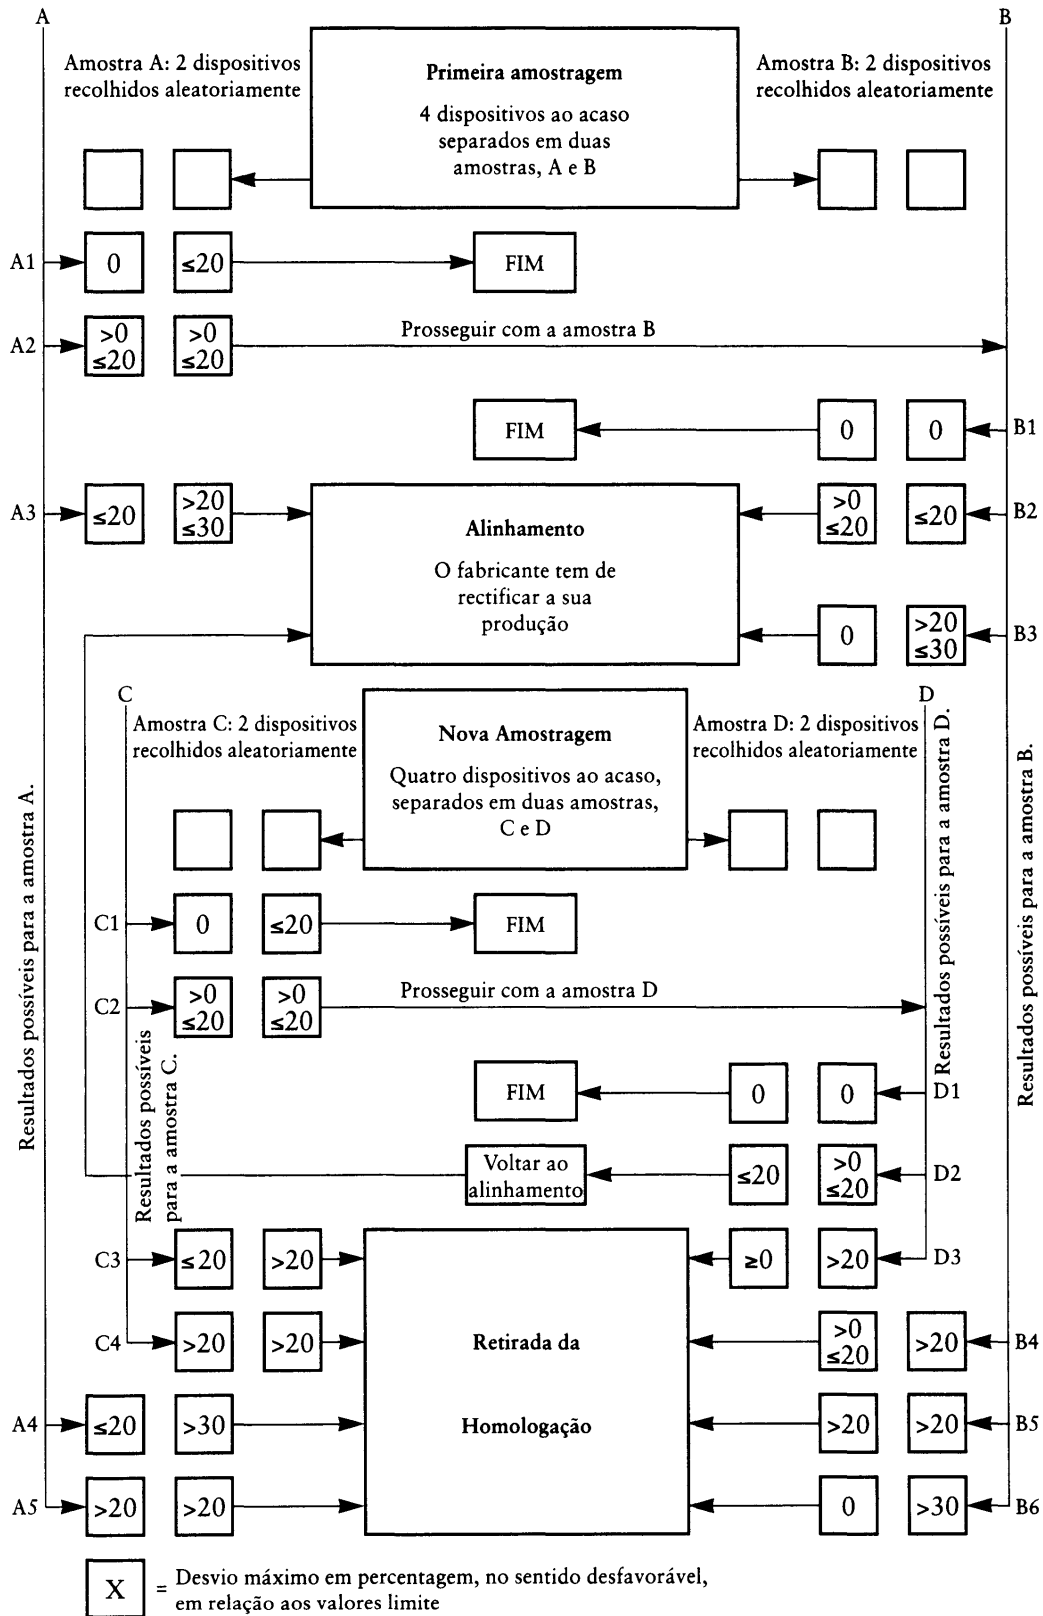 A
B
Amostra A: 2 dispositivos
recolhidos aleatoriamente
Primeira amostragem
4 dispositivos ao acaso
separados em duas
amostras, A e B
Amostra B: 2 dispositivos
recolhidos aleatoriamente
A1 0 ≤20 FIM
A2 >0 ≤20 >0 ≤20 Prosseguir com a amostra B
FIM 0 0 B1
A3 ≤20 >20 ≤30
Alinhamento
O fabricante tem de
rectificar a sua
produção
>0 ≤20 ≤20 B2
0 >20 ≤30 B3
C
D
Amostra C: 2 dispositivos
recolhidos aleatoriamente
Nova Amostragem
Quatro dispositivos ao acaso,
separados em duas amostras,
C e D
Amostra D: 2 dispositivos
recolhidos aleatoriamente
Resultados possíveis para a amostra A.
Resultados possíveis para a amostra D.
Resultados possíveis para a amostra B.
C1 0 ≤20 FIM
C2 >0 ≤20 >0 ≤20 Prosseguir com a amostra D
Resultados possíveis
para a amostra C.
FIM 0 0 D1
Voltar ao
alinhamento
≤20 >0 ≤20 D2
C3 ≤20 >20
≥0 >20 D3
C4 >20 >20
Retirada da
Homologação
>0 ≤20 >20 B4
A4 ≤20 >30
>20 >20 B5
A5 >20 >20
0 >30 B6
X = Desvio máximo em percentagem, no sentido desfavorável,
em relação aos valores limite